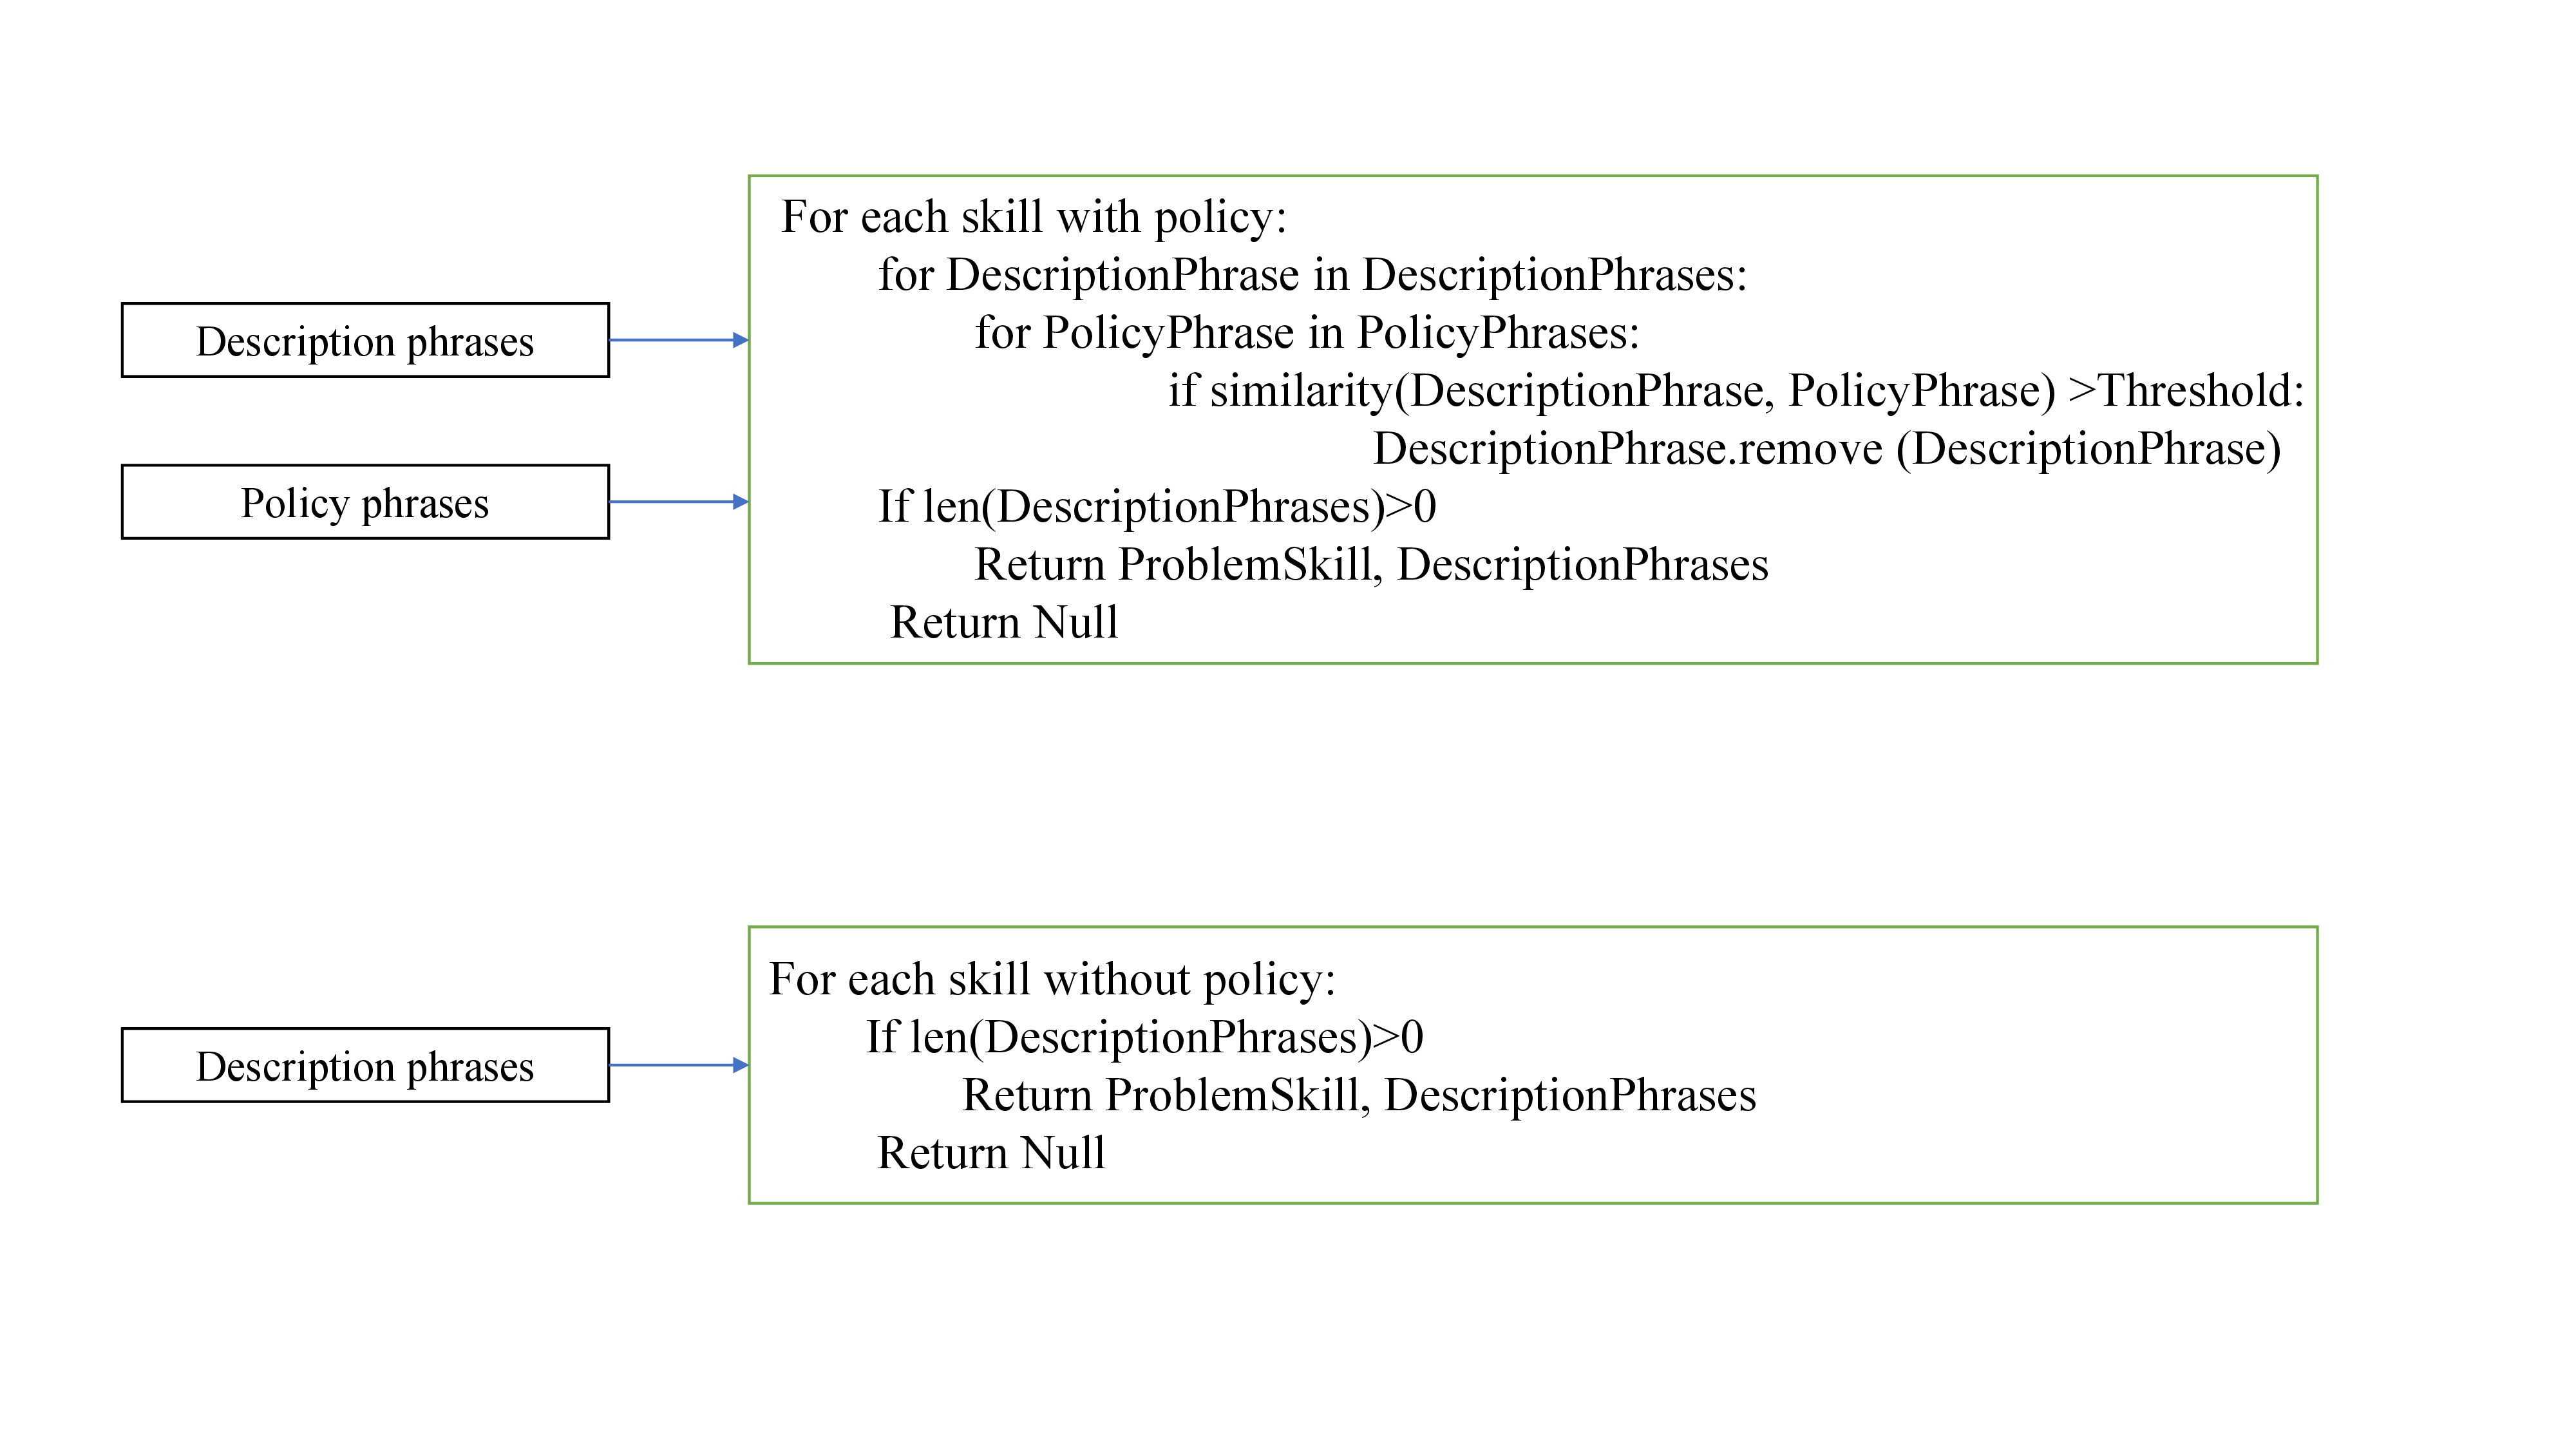 Description phrases
Policy phrases
For each skill with policy:
for DescriptionPhrase in DescriptionPhrases:
for PolicyPhrase in PolicyPhrases:
if similarity(DescriptionPhrase, PolicyPhrase) >Threshold:
DescriptionPhrase.remove (DescriptionPhrase)
If len(DescriptionPhrases)>0
Return ProblemSkill, DescriptionPhrases
Return Null
Description phrases
For each skill without policy:
If len(DescriptionPhrases)>0
Return ProblemSkill, DescriptionPhrases
Return Null